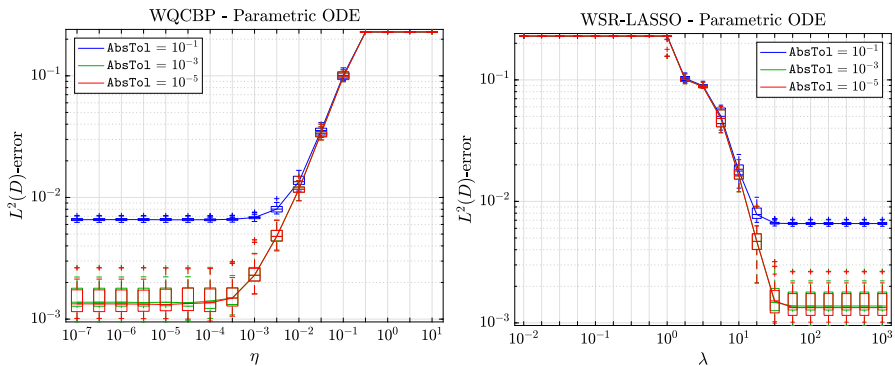 WQCBP - Parametric ODE
AbsTol = 10^-1
AbsTol = 10^-3
AbsTol = 10^-5
L^2(D)-error
10^-1
10^-2
10^-3
10^-7
10^-6
10^-5
10^-4
10^-3
10^-2
10^-1
10^0
10^1
η
WSR-LASSO - Parametric ODE
AbsTol = 10^-1
AbsTol = 10^-3
AbsTol = 10^-5
L^2(D)-error
10^-1
10^-2
10^-3
10^-2
10^-1
10^0
10^1
10^2
10^3
λ